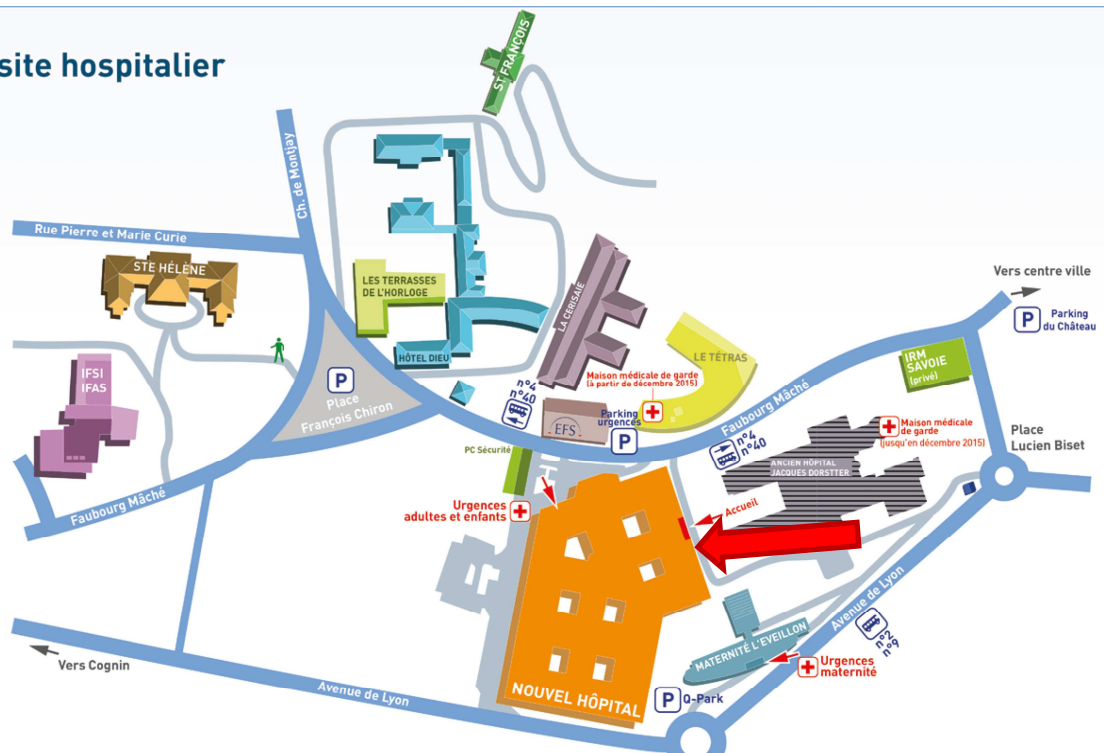 site hospitalier
ST FRANÇOIS
Ch. de Montjay
Rue Pierre et Marie Curie
STE HÉLÈNE
LES TERRASSES
DE L'HORLOGE
LA CERISAIE
Vers centre ville
P Parking
du Château
IFSI
IFAS
HÔTEL DIEU
LE TÉTRAS
IRM
SAVOIE
(privé)
P
Place
François Chiron
n°4
n°40
Maison médicale de garde
(à partir de décembre 2015)
EFS
Parking
urgences
P
Faubourg Mâché
n°4
n°40
Maison médicale
de garde
(jusqu'en décembre 2015)
Place
Lucien Biset
PC Sécurité
H
ANCIEN HÔPITAL
JACQUES DORSTTER
Faubourg Mâché
Urgences
adultes et enfants
Accueil
Avenue de Lyon
n°2
n°9
MATERNITÉ L'EVEILLON
Urgences
maternité
Vers Cognin
Avenue de Lyon
NOUVEL HÔPITAL
P Q-Park